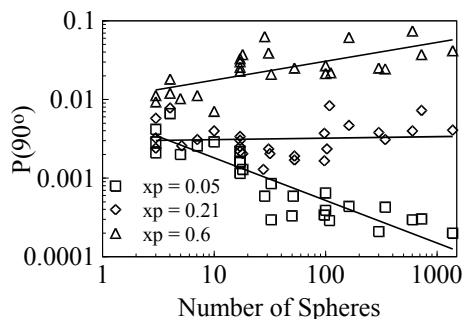 0.1
0.01
0.001
0.0001
P(90°)
xp = 0.05
xp = 0.21
xp = 0.6
1 10 100 1000
Number of Spheres